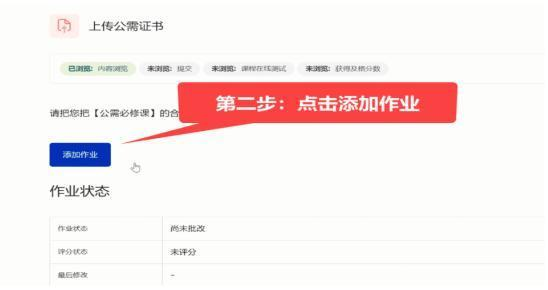 上传公需证书
已浏览: 内容浏览 未浏览: 提交 未浏览: 课程在线测试 未浏览: 获得及格分数
请把您把【公需必修课】的合
第二步：点击添加作业
添加作业
作业状态
作业状态 尚未批改
评分状态 未评分
最后修改 -